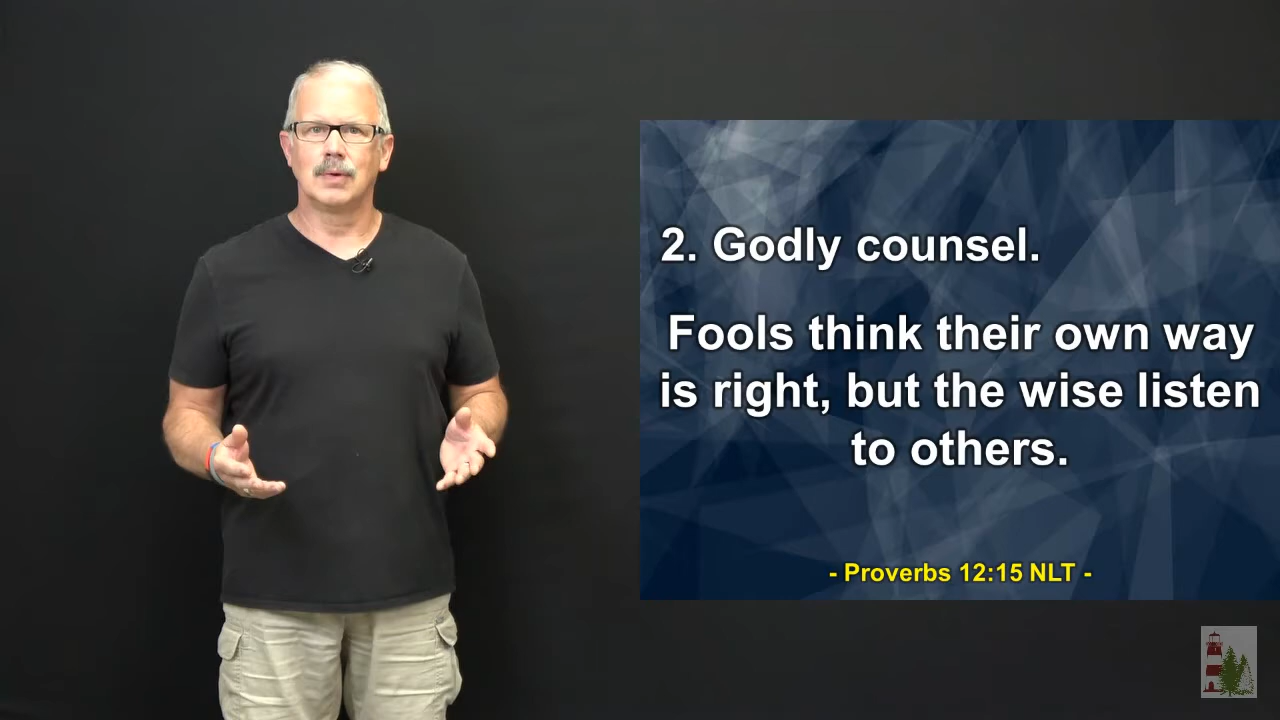 2. Godly counsel.
Fools think their own way
is right, but the wise listen
to others.
- Proverbs 12:15 NLT -